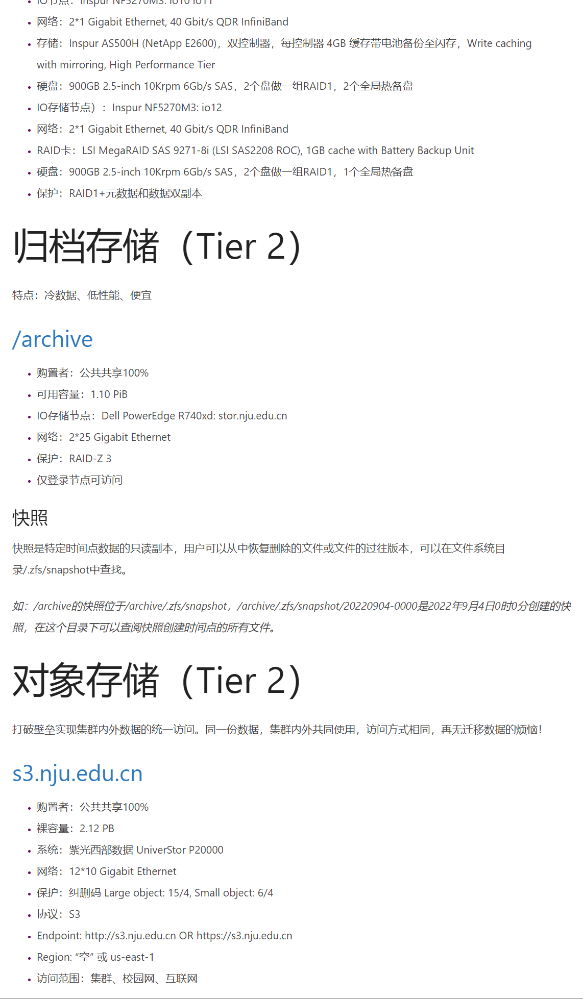 IO节点：Inspur NF5270M3: io10 io11
网络：2*1 Gigabit Ethernet, 40 Gbit/s QDR InfiniBand
存储：Inspur AS500H (NetApp E2600)，双控制器，每控制器 4GB 缓存带电池备份至闪存，Write caching
with mirroring, High Performance Tier
硬盘：900GB 2.5-inch 10Krpm 6Gb/s SAS，2个盘做一组RAID1，2个全局热备盘
IO存储节点）：Inspur NF5270M3: io12
网络：2*1 Gigabit Ethernet, 40 Gbit/s QDR InfiniBand
RAID卡：LSI MegaRAID SAS 9271-8i (LSI SAS2208 ROC), 1GB cache with Battery Backup Unit
硬盘：900GB 2.5-inch 10Krpm 6Gb/s SAS，2个盘做一组RAID1，1个全局热备盘
保护：RAID1+元数据和数据双副本
归档存储（Tier 2）
特点：冷数据、低性能、便宜
/archive
购置者：公共共享100%
可用容量：1.10 PiB
IO存储节点：Dell PowerEdge R740xd: stor.nju.edu.cn
网络：2*25 Gigabit Ethernet
保护：RAID-Z 3
仅登录节点可访问
快照
快照是特定时间点数据的只读副本，用户可以从中恢复删除的文件或文件的过往版本，可以在文件系统目
录/.zfs/snapshot中查找。
如：/archive的快照位于/archive/.zfs/snapshot，/archive/.zfs/snapshot/20220904-0000是2022年9月4日0时0分创建的快
照，在这个目录下可以查阅快照创建时间点的所有文件。
对象存储（Tier 2）
打破壁垒实现集群内外数据的统一访问。同一份数据，集群内外共同使用，访问方式相同，再无迁移数据的烦恼！
s3.nju.edu.cn
购置者：公共共享100%
裸容量：2.12 PB
系统：紫光西部数据 UniverStor P20000
网络：12*10 Gigabit Ethernet
保护：纠删码 Large object: 15/4, Small object: 6/4
协议：S3
Endpoint: http://s3.nju.edu.cn OR https://s3.nju.edu.cn
Region: “空” 或 us-east-1
访问范围：集群、校园网、互联网